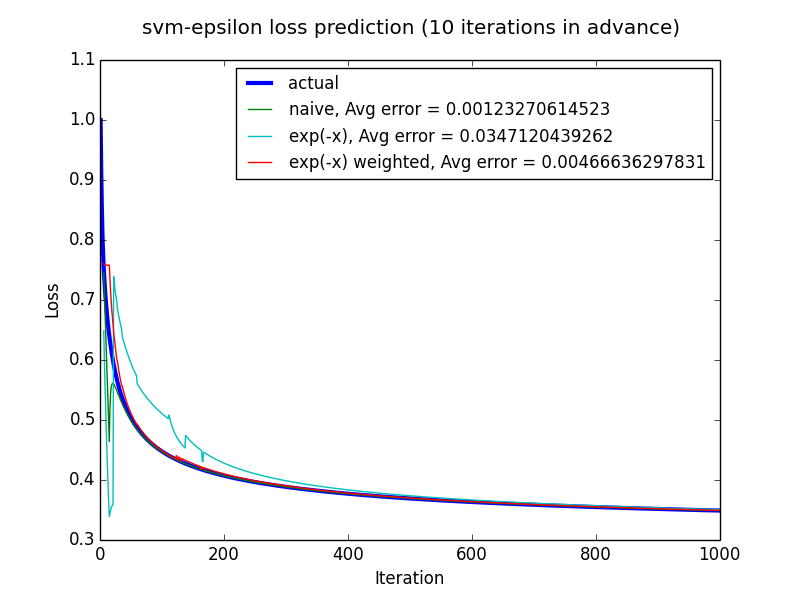 svm-epsilon loss prediction (10 iterations in advance)
1.1
1.0
0.9
0.8
0.7
0.6
0.5
0.4
0.3
Loss
actual
naive, Avg error = 0.00123270614523
exp(-x), Avg error = 0.0347120439262
exp(-x) weighted, Avg error = 0.00466636297831
0 200 400 600 800 1000
Iteration